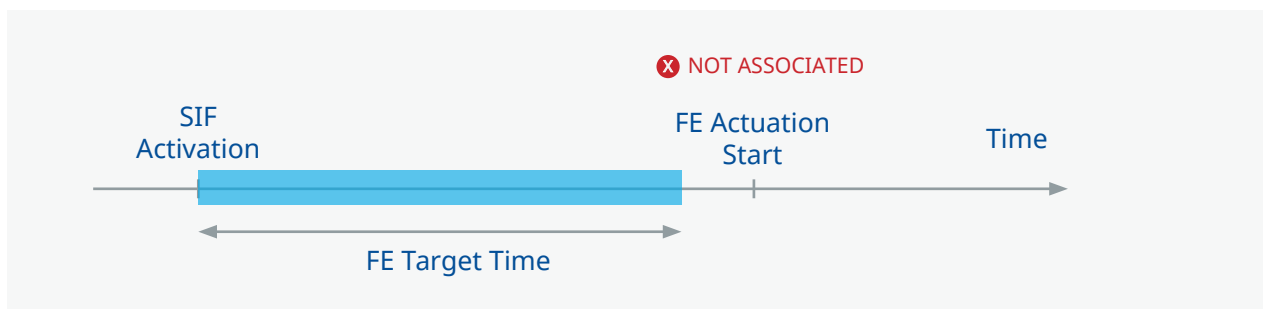 X NOT ASSOCIATED
SIF
Activation
FE Actuation
Start
Time
FE Target Time